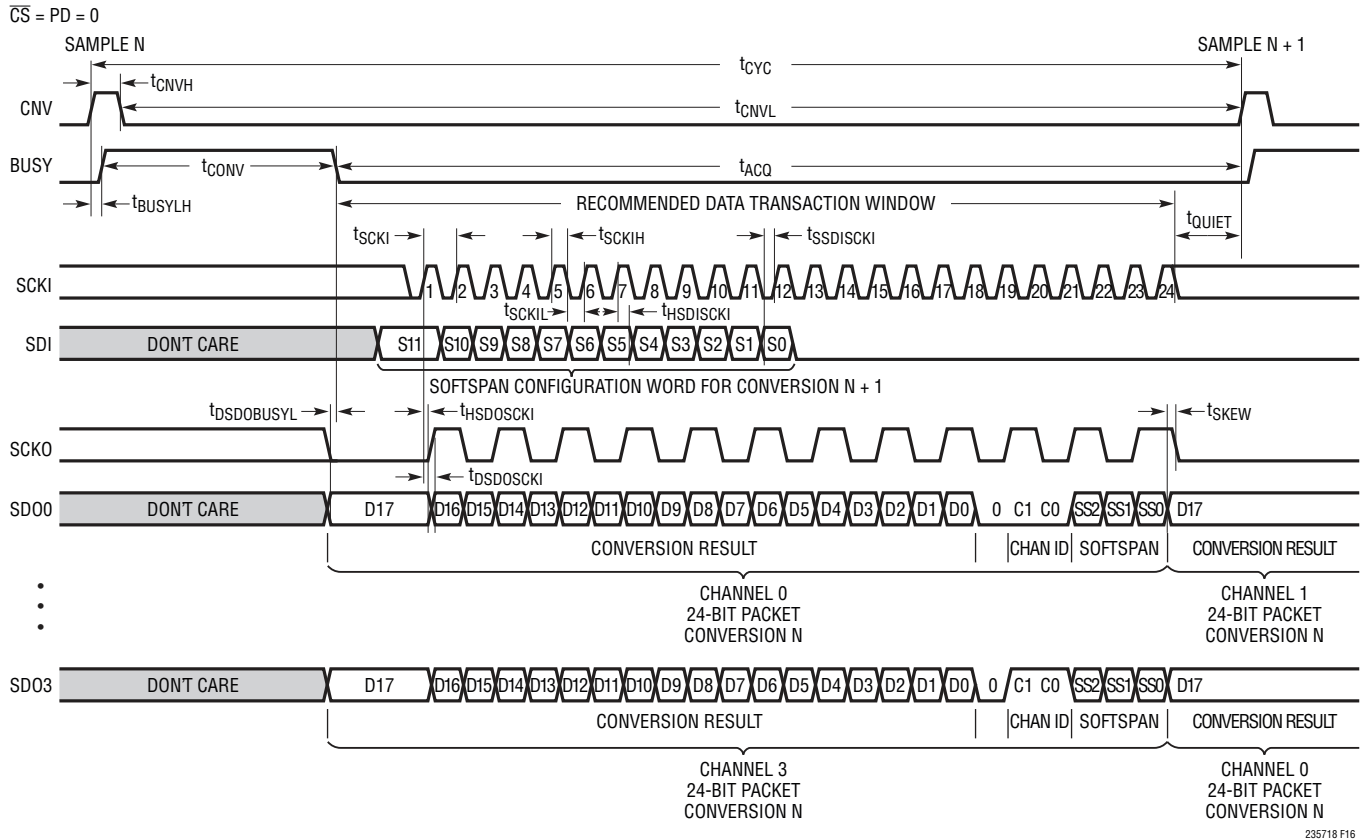 CS = PD = 0
SAMPLE N
SAMPLE N + 1
tCYC
tCNVH
CNV
tCNVL
BUSY
tCONV
tACQ
tBUSYLH
RECOMMENDED DATA TRANSACTION WINDOW
tQUIET
tSCKI
tSCKIH
tSSDISCKI
SCKI
1 2 3 4 5 6 7 8 9 10 11 12 13 14 15 16 17 18 19 20 21 22 23 24
tSCKIL
tHSDISCKI
SDI
DON'T CARE
S11 S10 S9 S8 S7 S6 S5 S4 S3 S2 S1 S0
SOFTSPAN CONFIGURATION WORD FOR CONVERSION N + 1
tDSDOBUSYL
tHSDOSCKI
tSKEW
SCKO
tDSDOSCKI
SDO0
DON'T CARE
D17 D16 D15 D14 D13 D12 D11 D10 D9 D8 D7 D6 D5 D4 D3 D2 D1 D0 0 C1 C0 SS2 SS1 SS0 D17
CONVERSION RESULT
CHAN ID
SOFTSPAN
CONVERSION RESULT
CHANNEL 0
24-BIT PACKET
CONVERSION N
CHANNEL 1
24-BIT PACKET
CONVERSION N
SDO3
DON'T CARE
D17 D16 D15 D14 D13 D12 D11 D10 D9 D8 D7 D6 D5 D4 D3 D2 D1 D0 0 C1 C0 SS2 SS1 SS0 D17
CONVERSION RESULT
CHAN ID
SOFTSPAN
CONVERSION RESULT
CHANNEL 3
24-BIT PACKET
CONVERSION N
CHANNEL 0
24-BIT PACKET
CONVERSION N
235718 F16